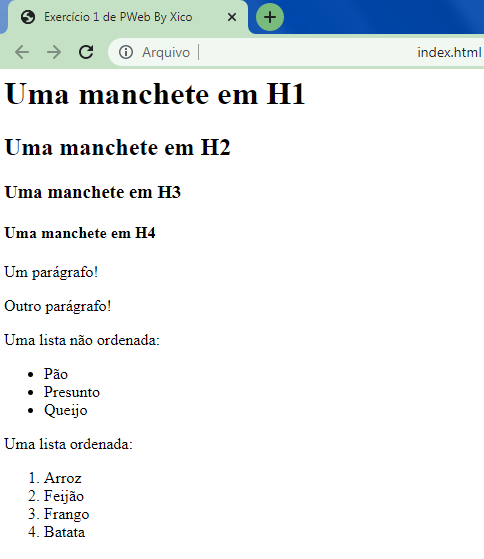 Exercício 1 de PWeb By Xico
Arquivo | index.html
Uma manchete em H1
Uma manchete em H2
Uma manchete em H3
Uma manchete em H4
Um parágrafo!
Outro parágrafo!
Uma lista não ordenada:
• Pão
• Presunto
• Queijo
Uma lista ordenada:
1. Arroz
2. Feijão
3. Frango
4. Batata